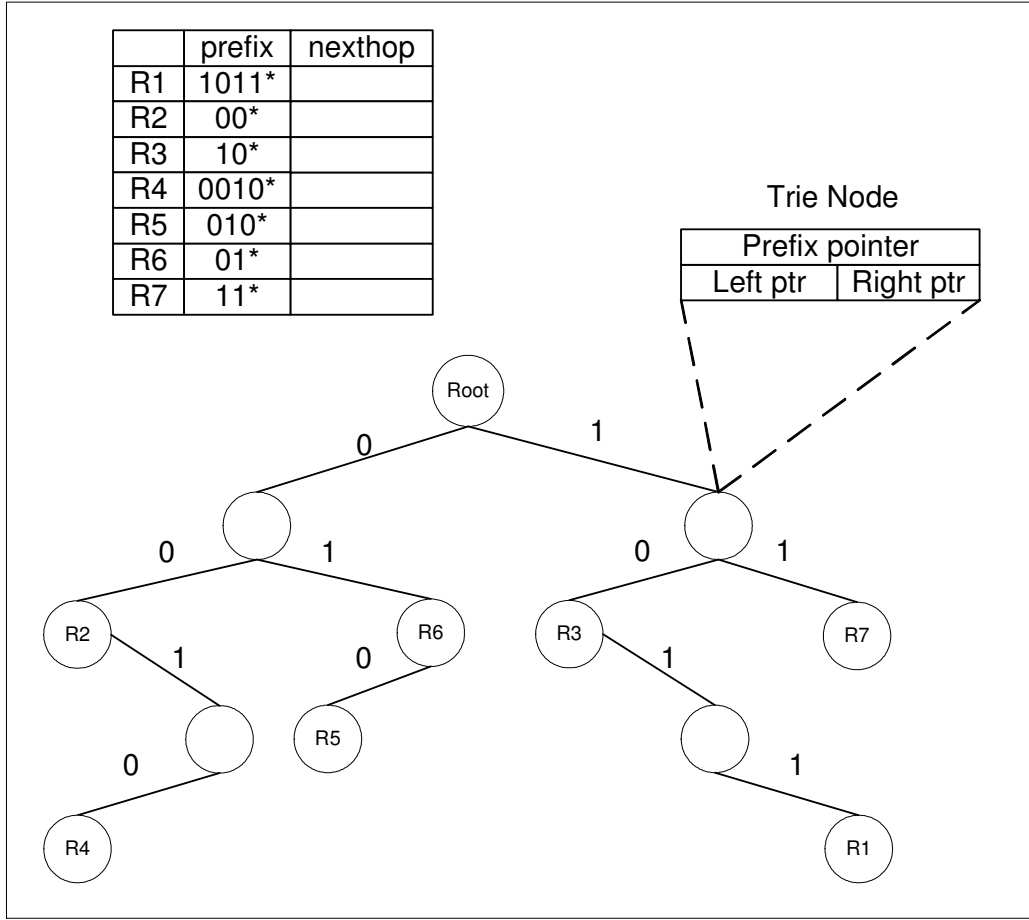 prefix nexthop
R1 1011*
R2 00*
R3 10*
R4 0010*
R5 010*
R6 01*
R7 11*
Trie Node
Prefix pointer
Left ptr Right ptr
Root
0 1
0 1 0 1
R2 R6 R3 R7
1 0 1
R5
0 1
R4 R1